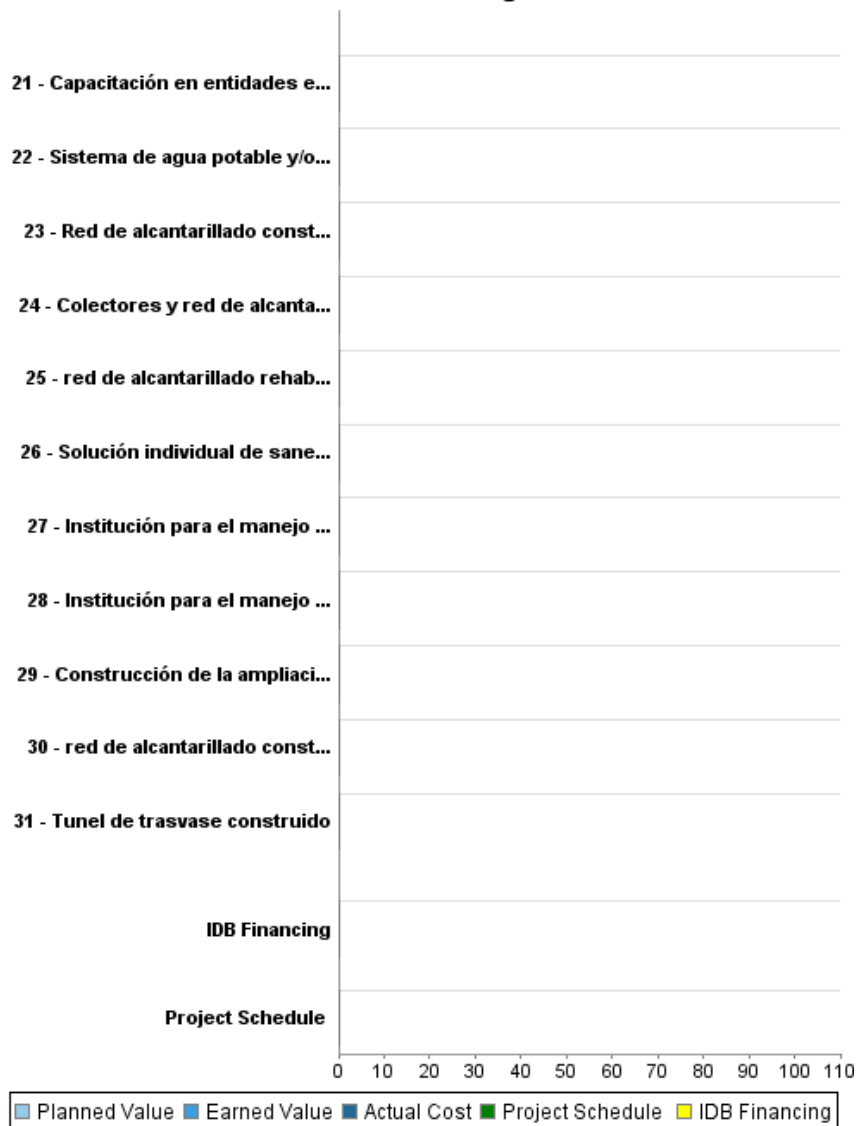 21 - Capacitación en entidades e...
22 - Sistema de agua potable y/o...
23 - Red de alcantarillado const...
24 - Colectores y red de alcanta...
25 - red de alcantarillado rehab...
26 - Solución individual de sane...
27 - Institución para el manejo ...
28 - Institución para el manejo ...
29 - Construcción de la ampliaci...
30 - red de alcantarillado const...
31 - Tunel de trasvase construido
IDB Financing
Project Schedule
0 10 20 30 40 50 60 70 80 90 100 110
Planned Value Earned Value Actual Cost Project Schedule IDB Financing